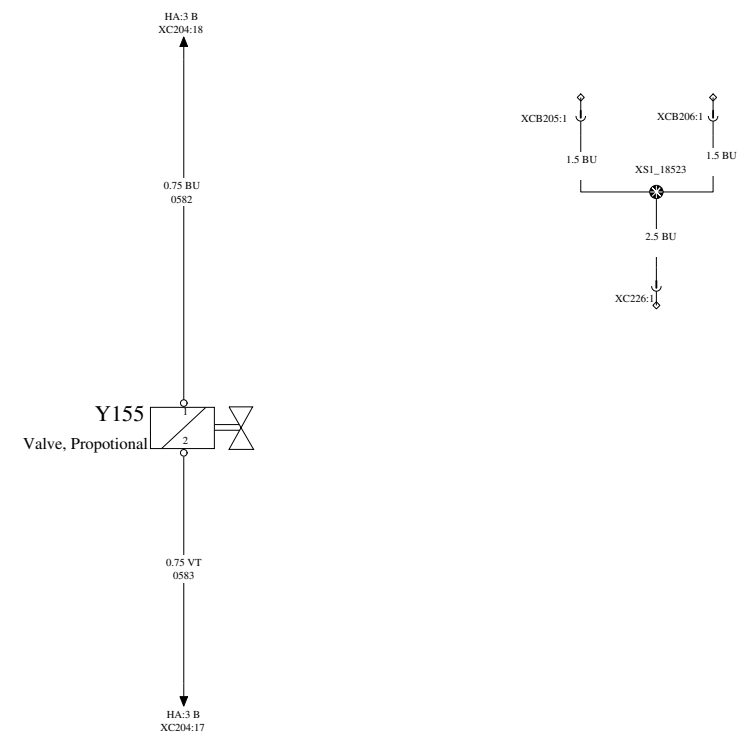 HA:3 B
XC204:18
XCB205:1
XCB206:1
1.5 BU
1.5 BU
XS1_18523
0.75 BU
0582
2.5 BU
XC226:1
1
Y155
2
Valve, Propotional
0.75 VT
0583
HA:3 B
XC204:17